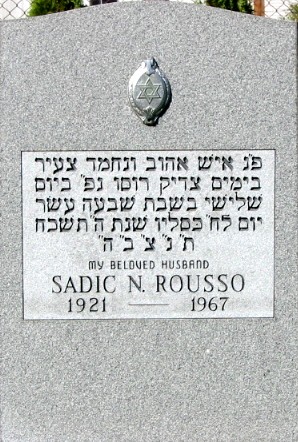 פ״נ איש אהוב ונחמד צעיר
בימים צדיק רוסו נפ״ ביום
שלישי בשבת שבעה עשר
יום לח״ כסליו שנת ה״תשכח
ת״ נ״ צ״ ב״ ה״
MY BELOVED HUSBAND
SADIC N. ROUSSO
1921 — 1967